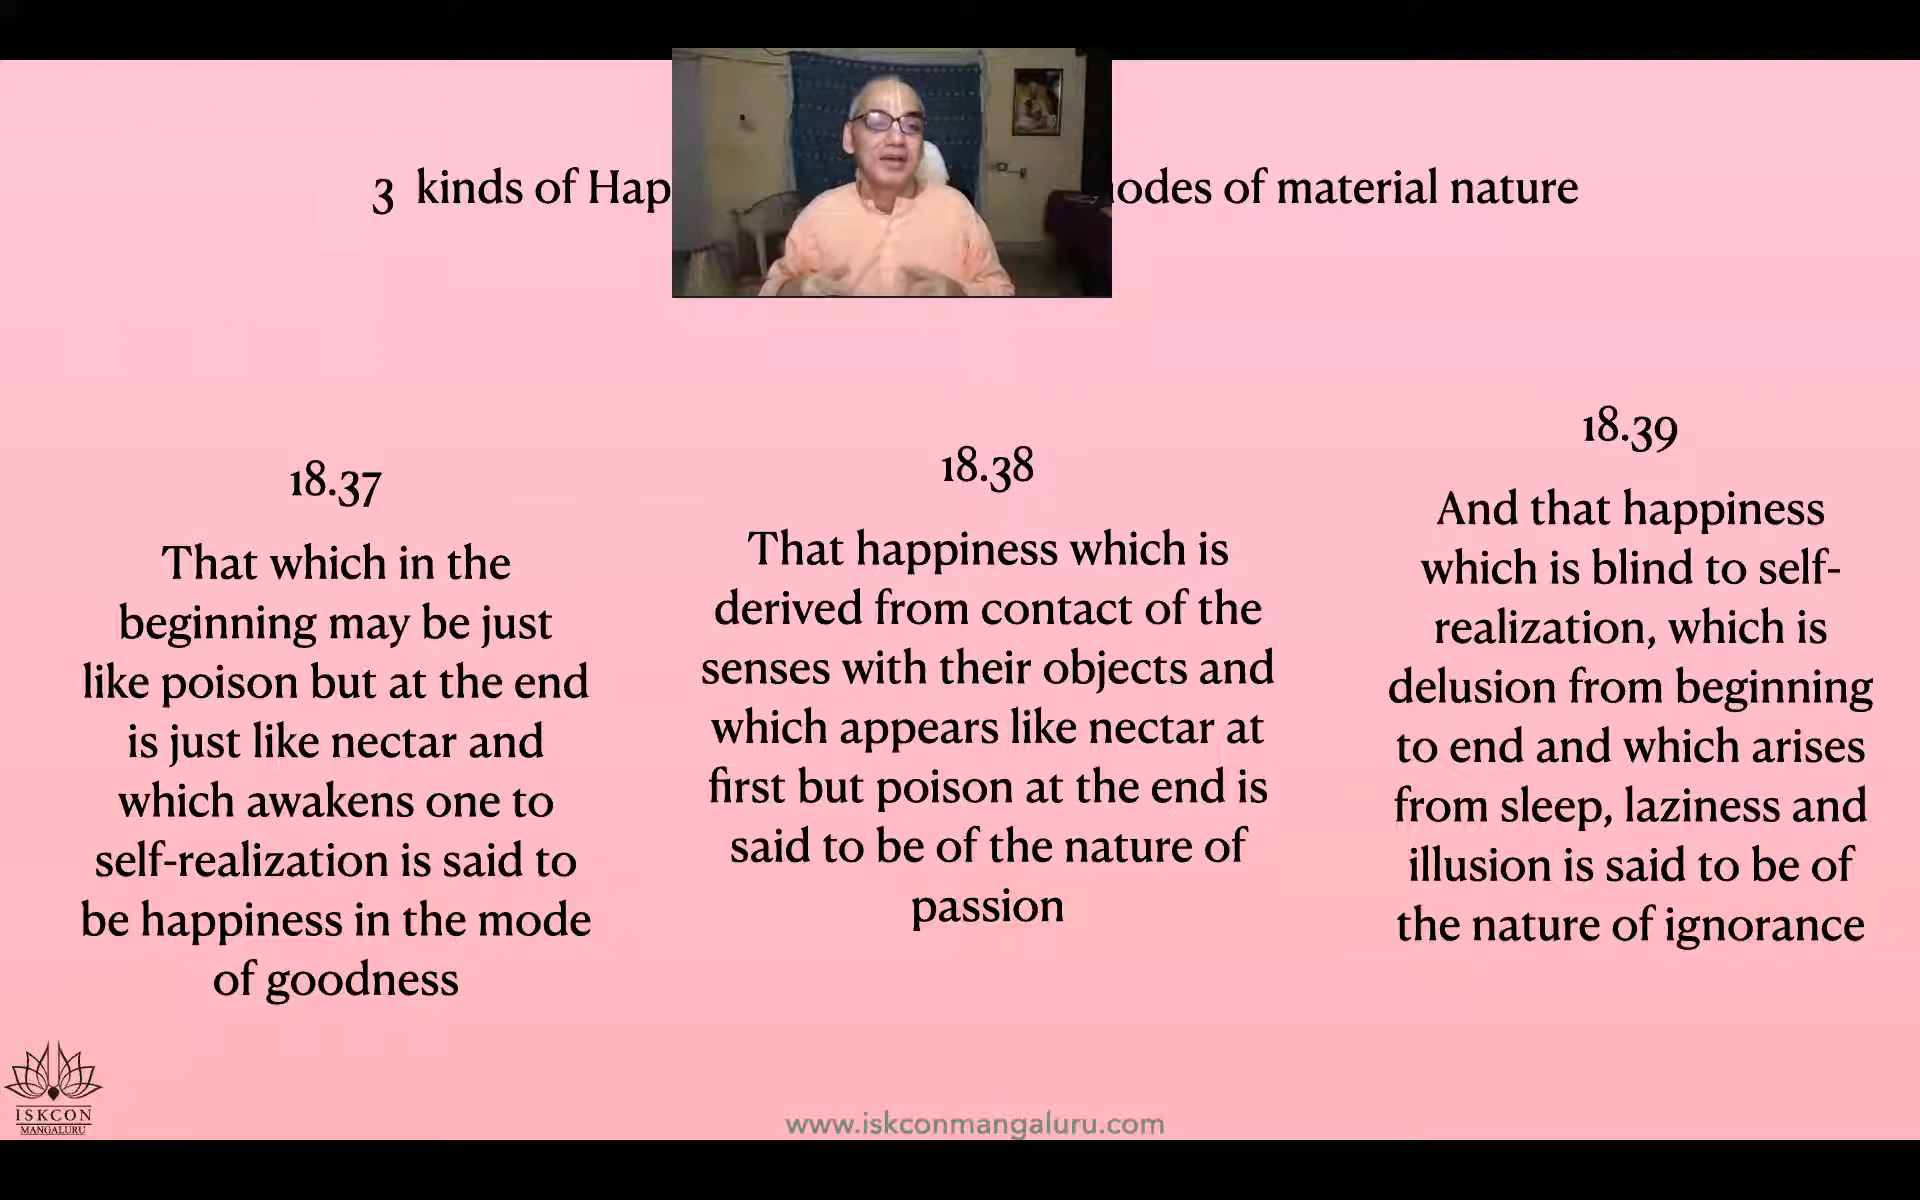 3 kinds of Hap odes of material nature
18.37
That which in the
beginning may be just
like poison but at the end
is just like nectar and
which awakens one to
self-realization is said to
be happiness in the mode
of goodness
18.38
That happiness which is
derived from contact of the
senses with their objects and
which appears like nectar at
first but poison at the end is
said to be of the nature of
passion
18.39
And that happiness
which is blind to self-
realization, which is
delusion from beginning
to end and which arises
from sleep, laziness and
illusion is said to be of
the nature of ignorance
ISKCON
MANGALURU
www.iskconmangaluru.com